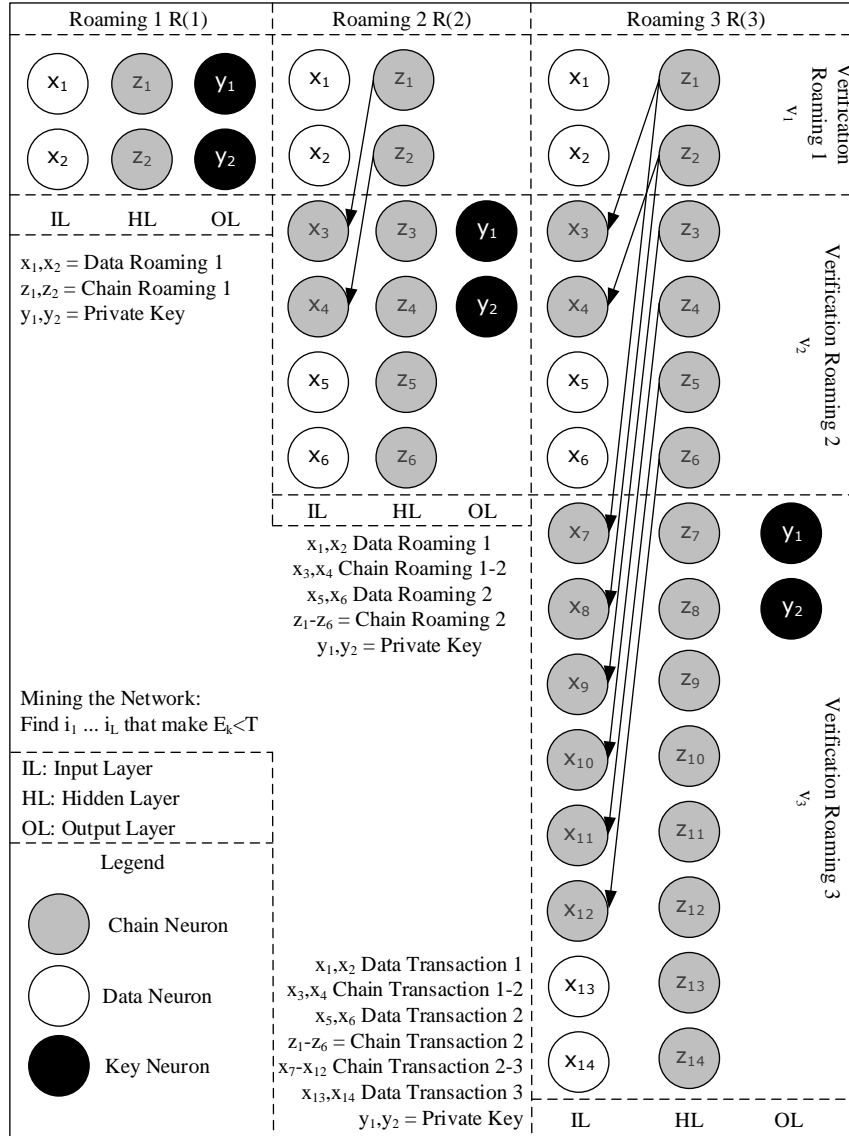 Roaming 1 R(1)
x₁ z₁ y₁
x₂ z₂ y₂
IL HL OL
x₁,x₂ = Data Roaming 1
z₁,z₂ = Chain Roaming 1
y₁,y₂ = Private Key
Mining the Network:
Find i₁ ... i_L that make E_k<T
IL: Input Layer
HL: Hidden Layer
OL: Output Layer
Legend
Chain Neuron
Data Neuron
Key Neuron
Roaming 2 R(2)
x₁ z₁
x₂ z₂
x₃ z₃ y₁
x₄ z₄ y₂
x₅ z₅
x₆ z₆
IL HL OL
x₁,x₂ Data Roaming 1
x₃,x₄ Chain Roaming 1-2
x₅,x₆ Data Roaming 2
z₁-z₆ = Chain Roaming 2
y₁,y₂ = Private Key
x₁,x₂ Data Transaction 1
x₃,x₄ Chain Transaction 1-2
x₅,x₆ Data Transaction 2
z₁-z₆ = Chain Transaction 2
x₇-x₁₂ Chain Transaction 2-3
x₁₃,x₁₄ Data Transaction 3
y₁,y₂ = Private Key
Roaming 3 R(3)
x₁ z₁
x₂ z₂
x₃ z₃
x₄ z₄
x₅ z₅
x₆ z₆
x₇ z₇ y₁
x₈ z₈ y₂
x₉ z₉
x₁₀ z₁₀
x₁₁ z₁₁
x₁₂ z₁₂
x₁₃ z₁₃
x₁₄ z₁₄
IL HL OL
Verification
Roaming 1
v₁
Verification Roaming 2
v₂
Verification Roaming 3
v₃